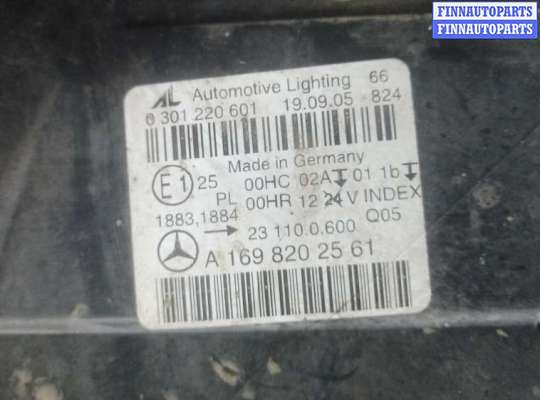 FINNAUTOPARTS
FINNAUTOPARTS
AL Automotive Lighting 66
0 301 220 601 19.09.05 824
Made in Germany
E1 25 00HC 02A 01 1b
PL 00HR 12 24 V INDEX
1883,1884 → 23 110 0.600 Q05
A 169 820 25 61